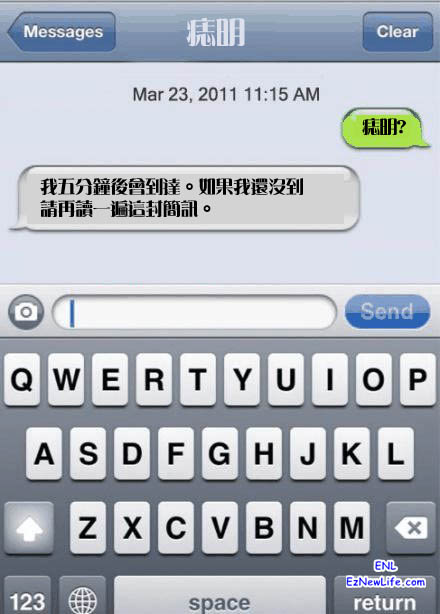 Messages
痞明
Clear
Mar 23, 2011 11:15 AM
痞明?
我五分鐘後會到達。如果我還沒到
請再讀一遍這封簡訊。
Send
Q W E R T Y U I O P
A S D F G H J K L
Z X C V B N M
ENL
EzNewLife.com
123 space return